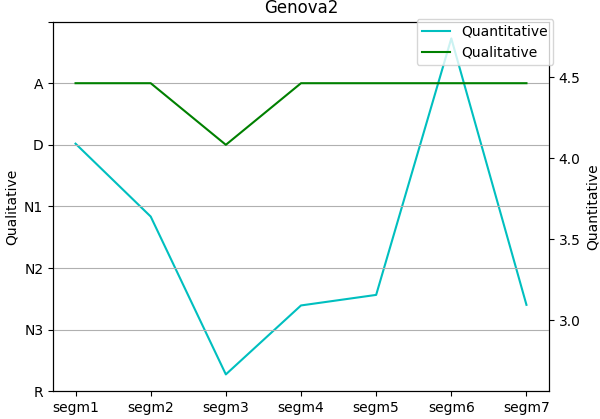 Genova2
Quantitative
Qualitative
A
D
N1
N2
N3
R
Qualitative
4.5
4.0
3.5
3.0
Quantitative
segm1 segm2 segm3 segm4 segm5 segm6 segm7